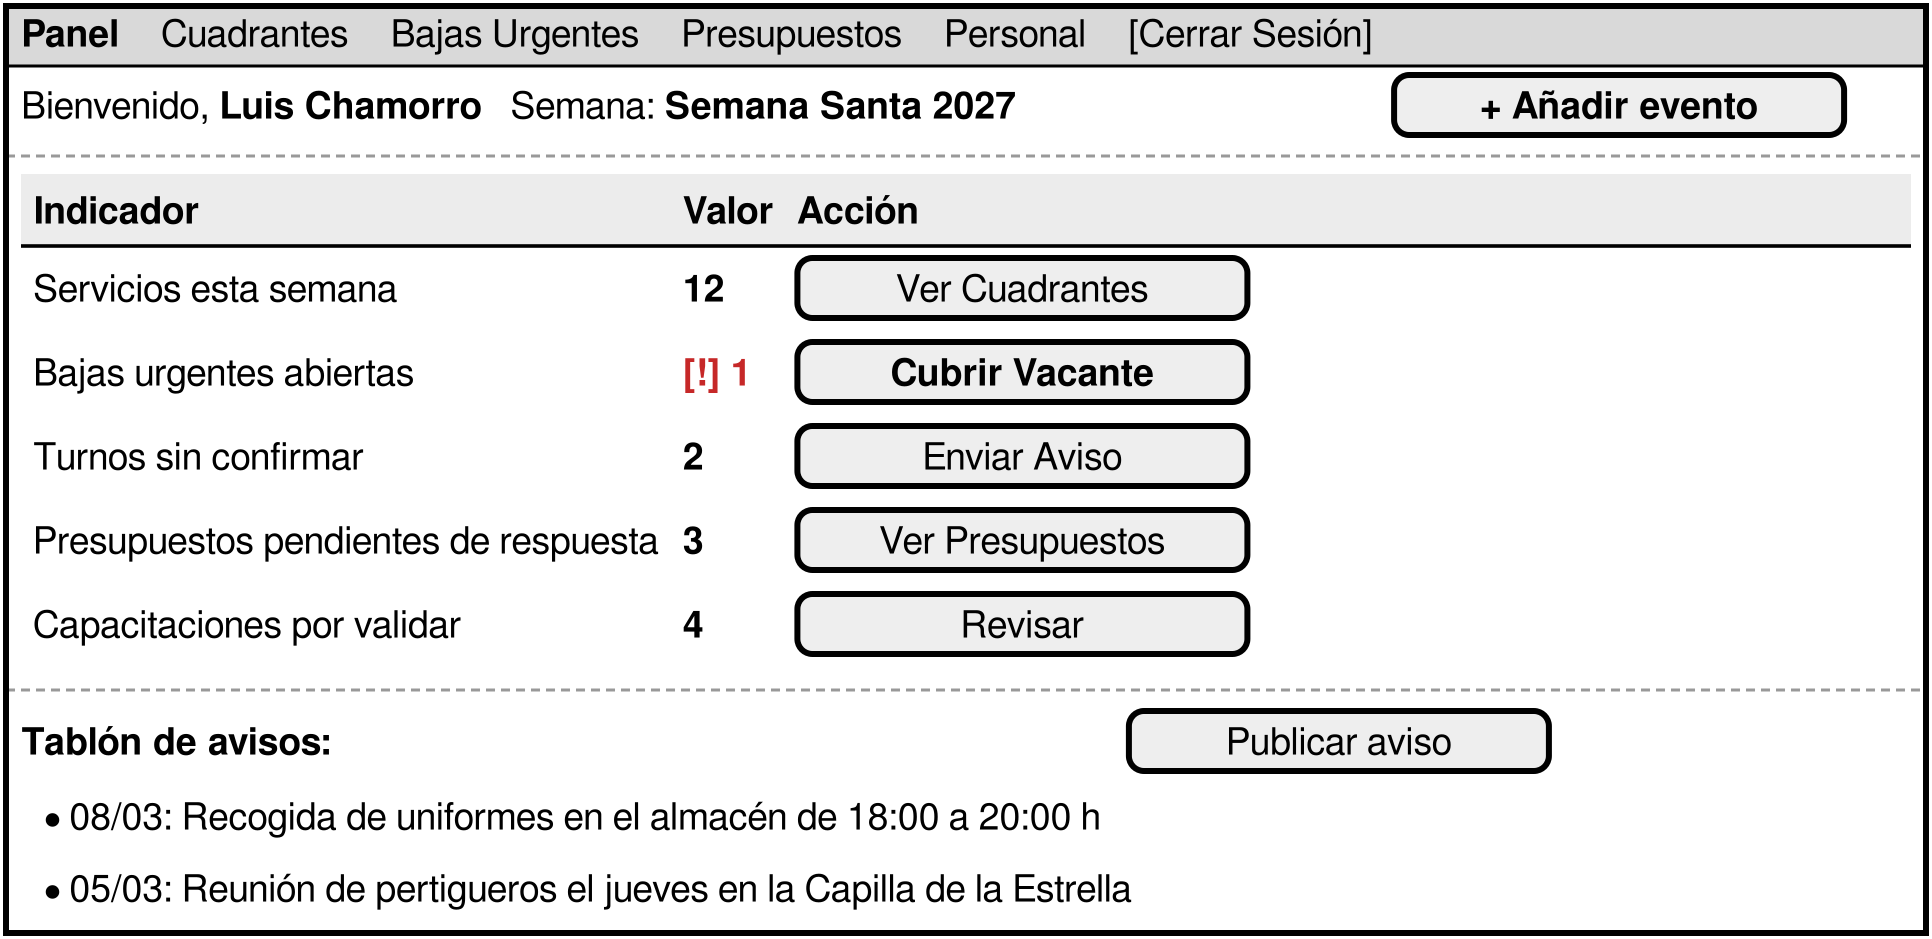 Panel Cuadrantes Bajas Urgentes Presupuestos Personal [Cerrar Sesión]
Bienvenido, Luis Chamorro Semana: Semana Santa 2027 + Añadir evento
Indicador Valor Acción
Servicios esta semana 12 Ver Cuadrantes
Bajas urgentes abiertas [!] 1 Cubrir Vacante
Turnos sin confirmar 2 Enviar Aviso
Presupuestos pendientes de respuesta 3 Ver Presupuestos
Capacitaciones por validar 4 Revisar
Tablón de avisos: Publicar aviso
• 08/03: Recogida de uniformes en el almacén de 18:00 a 20:00 h
• 05/03: Reunión de pertigueros el jueves en la Capilla de la Estrella